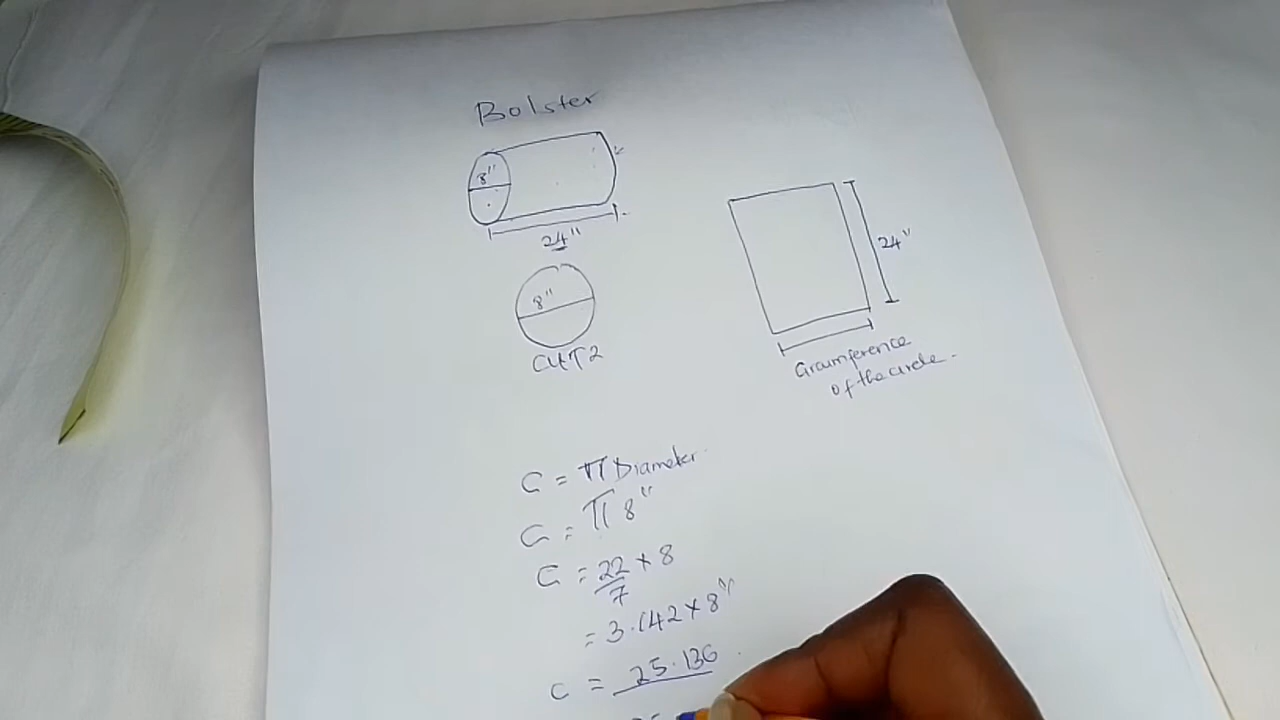 Bolster
8"
24"
8"
CUT 2
24"
Circumference
of the circle.
C = π Diameter.
C = π 8"
C = 22/7 × 8
= 3.142 × 8"
C = 25.136